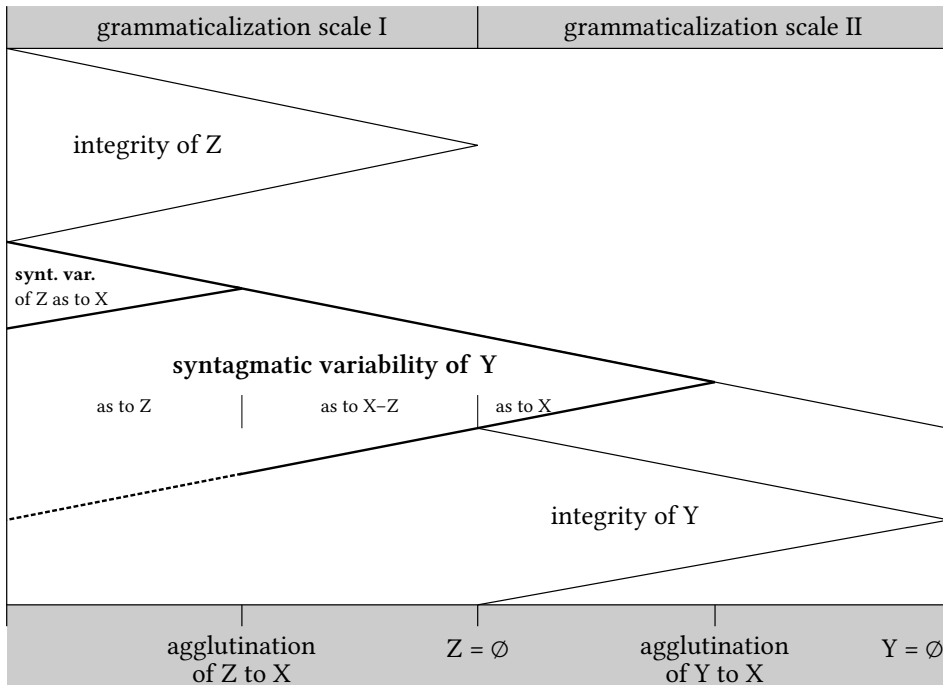 grammaticalization scale I
grammaticalization scale II
integrity of Z
synt. var.
of Z as to X
syntagmatic variability of Y
as to Z
as to X–Z
as to X
integrity of Y
agglutination
of Z to X
Z = ∅
agglutination
of Y to X
Y = ∅